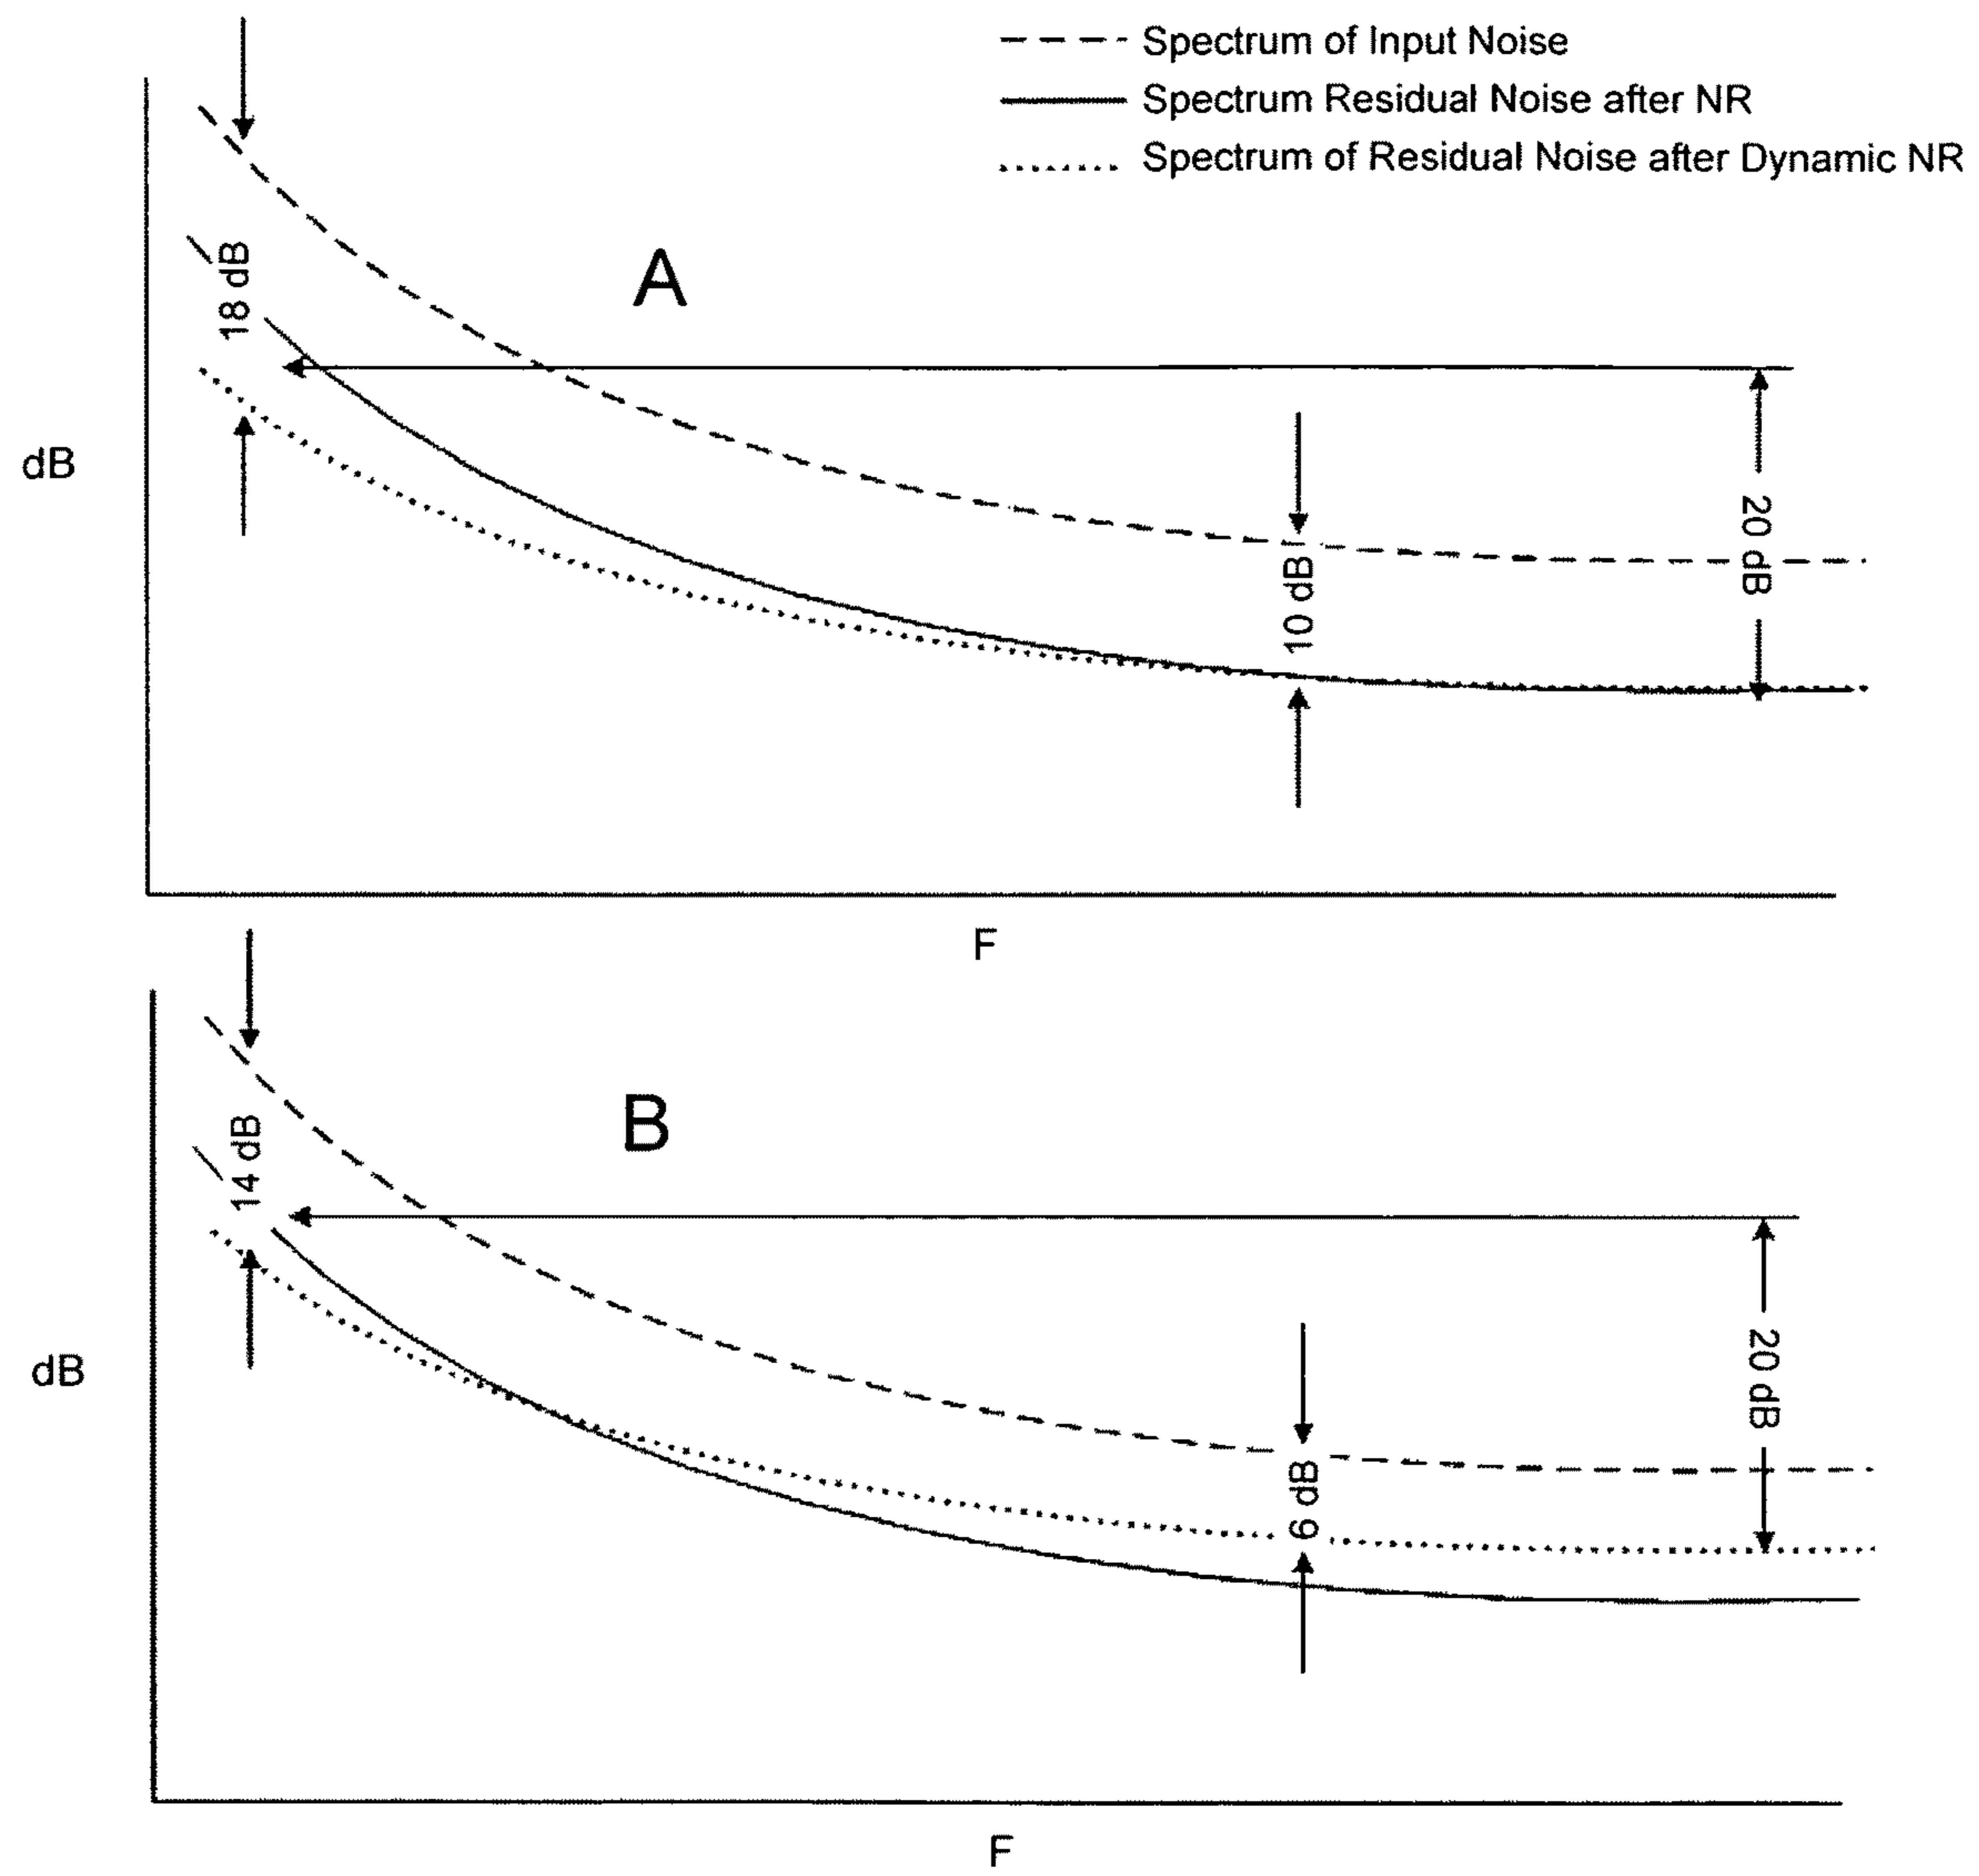 Spectrum of Input Noise
Spectrum Residual Noise after NR
Spectrum of Residual Noise after Dynamic NR
A
18 dB
dB
10 dB
20 dB
F
B
14 dB
dB
6 dB
20 dB
F